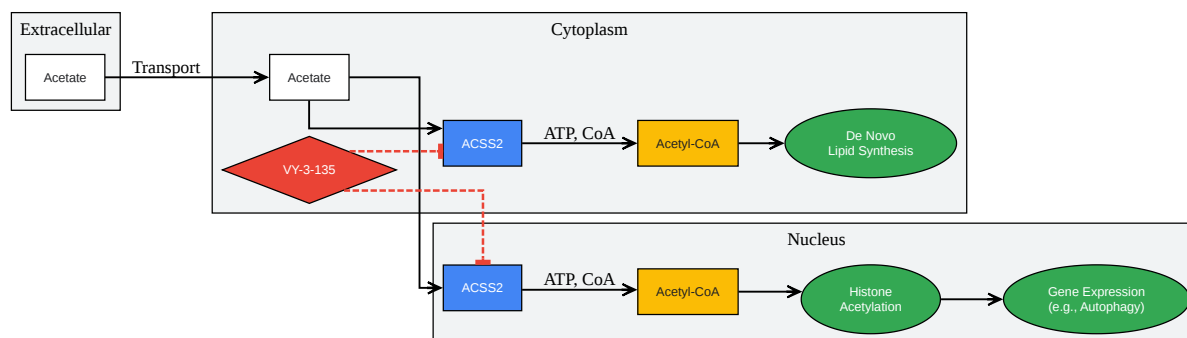 Extracellular
Cytoplasm
Acetate
Transport
Acetate
ACSS2
ATP, CoA
Acetyl-CoA
De Novo
Lipid Synthesis
VY-3-135
Nucleus
ACSS2
ATP, CoA
Acetyl-CoA
Histone
Acetylation
Gene Expression
(e.g., Autophagy)